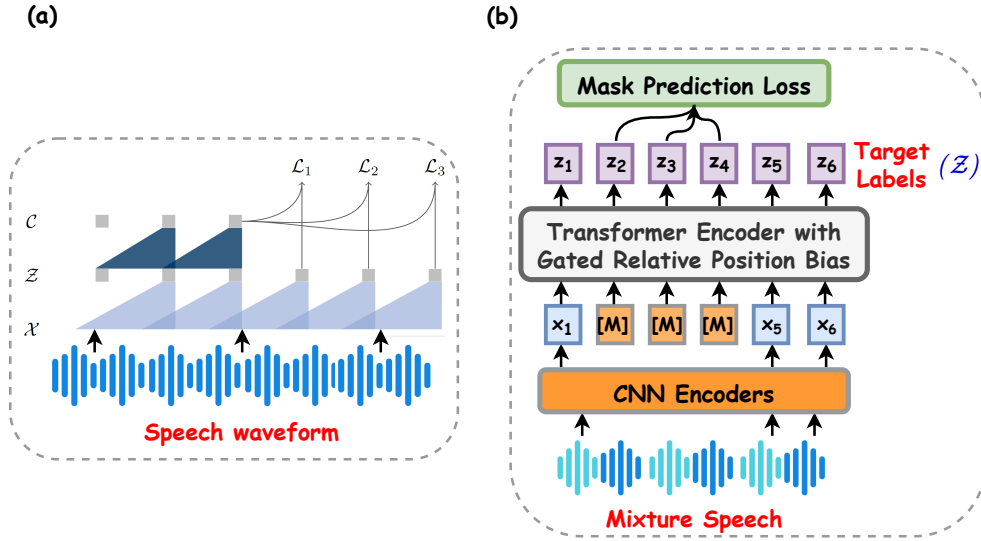 (a)
ℒ₁ ℒ₂ ℒ₃
𝒞
𝒵
𝒳
Speech waveform
(b)
Mask Prediction Loss
z₁ z₂ z₃ z₄ z₅ z₆
Target
Labels (𝒵)
Transformer Encoder with
Gated Relative Position Bias
x₁ [M] [M] [M] x₅ x₆
CNN Encoders
Mixture Speech